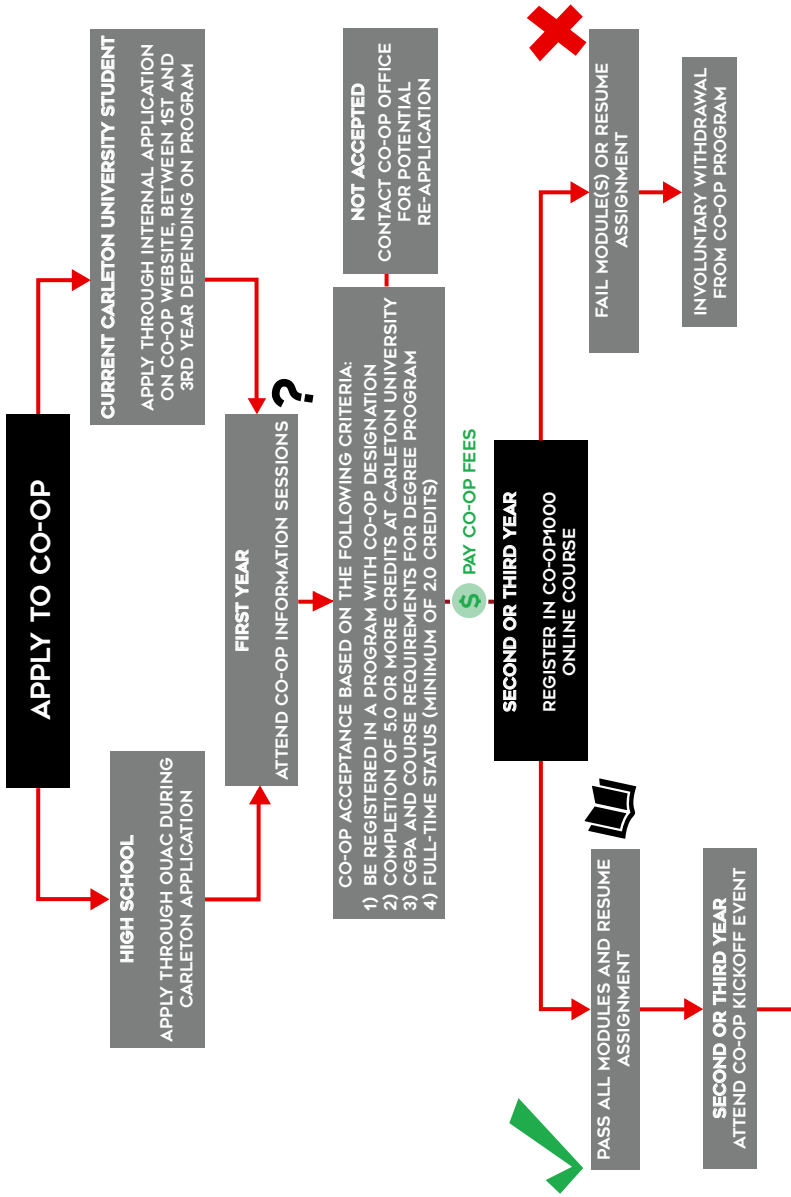 APPLY TO CO-OP
HIGH SCHOOL
APPLY THROUGH OUAC DURING
CARLETON APPLICATION
CURRENT CARLETON UNIVERSITY STUDENT
APPLY THROUGH INTERNAL APPLICATION
ON CO-OP WEBSITE, BETWEEN 1ST AND
3RD YEAR DEPENDING ON PROGRAM
FIRST YEAR
ATTEND CO-OP INFORMATION SESSIONS
?
CO-OP ACCEPTANCE BASED ON THE FOLLOWING CRITERIA:
1) BE REGISTERED IN A PROGRAM WITH CO-OP DESIGNATION
2) COMPLETION OF 5.0 OR MORE CREDITS AT CARLETON UNIVERSITY
3) CGPA AND COURSE REQUIREMENTS FOR DEGREE PROGRAM
4) FULL-TIME STATUS (MINIMUM OF 2.0 CREDITS)
NOT ACCEPTED
CONTACT CO-OP OFFICE
FOR POTENTIAL
RE-APPLICATION
$ PAY CO-OP FEES
SECOND OR THIRD YEAR
REGISTER IN CO-OP1000
ONLINE COURSE
PASS ALL MODULES AND RESUME
ASSIGNMENT
FAIL MODULE(S) OR RESUME
ASSIGNMENT
SECOND OR THIRD YEAR
ATTEND CO-OP KICKOFF EVENT
INVOLUNTARY WITHDRAWAL
FROM CO-OP PROGRAM